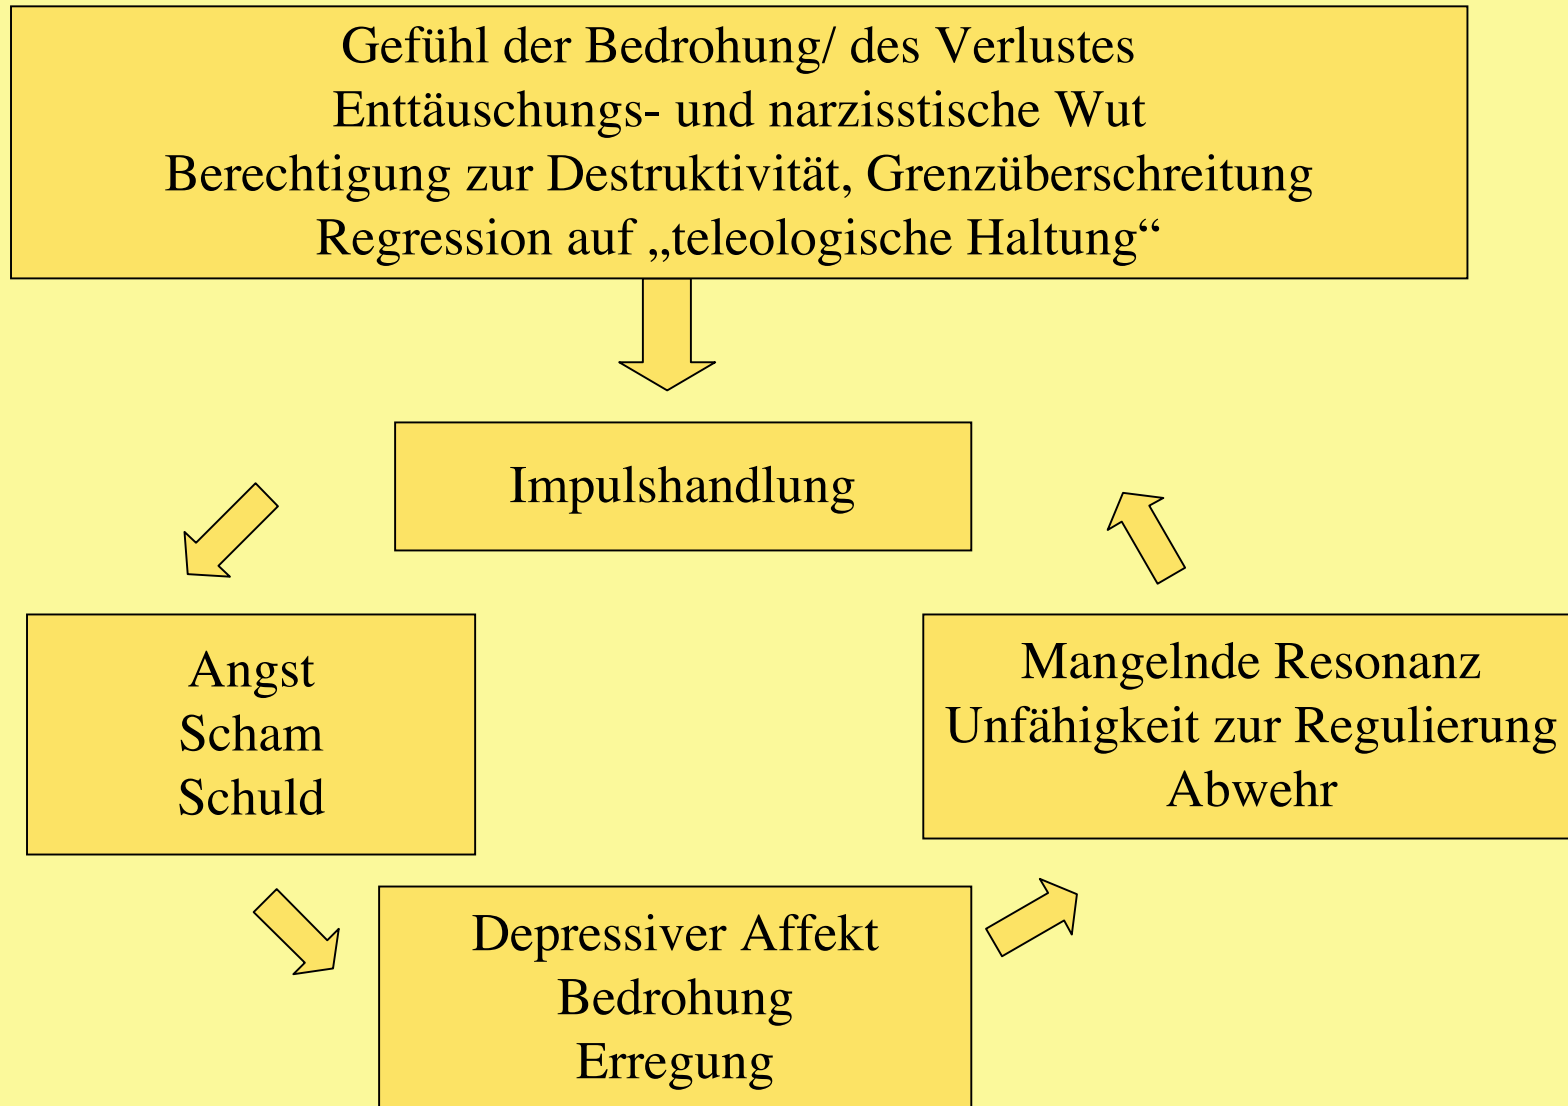 Gefühl der Bedrohung/ des Verlustes
Enttäuschungs- und narzisstische Wut
Berechtigung zur Destruktivität, Grenzüberschreitung
Regression auf „teleologische Haltung“
Impulshandlung
Angst
Scham
Schuld
Mangelnde Resonanz
Unfähigkeit zur Regulierung
Abwehr
Depressiver Affekt
Bedrohung
Erregung